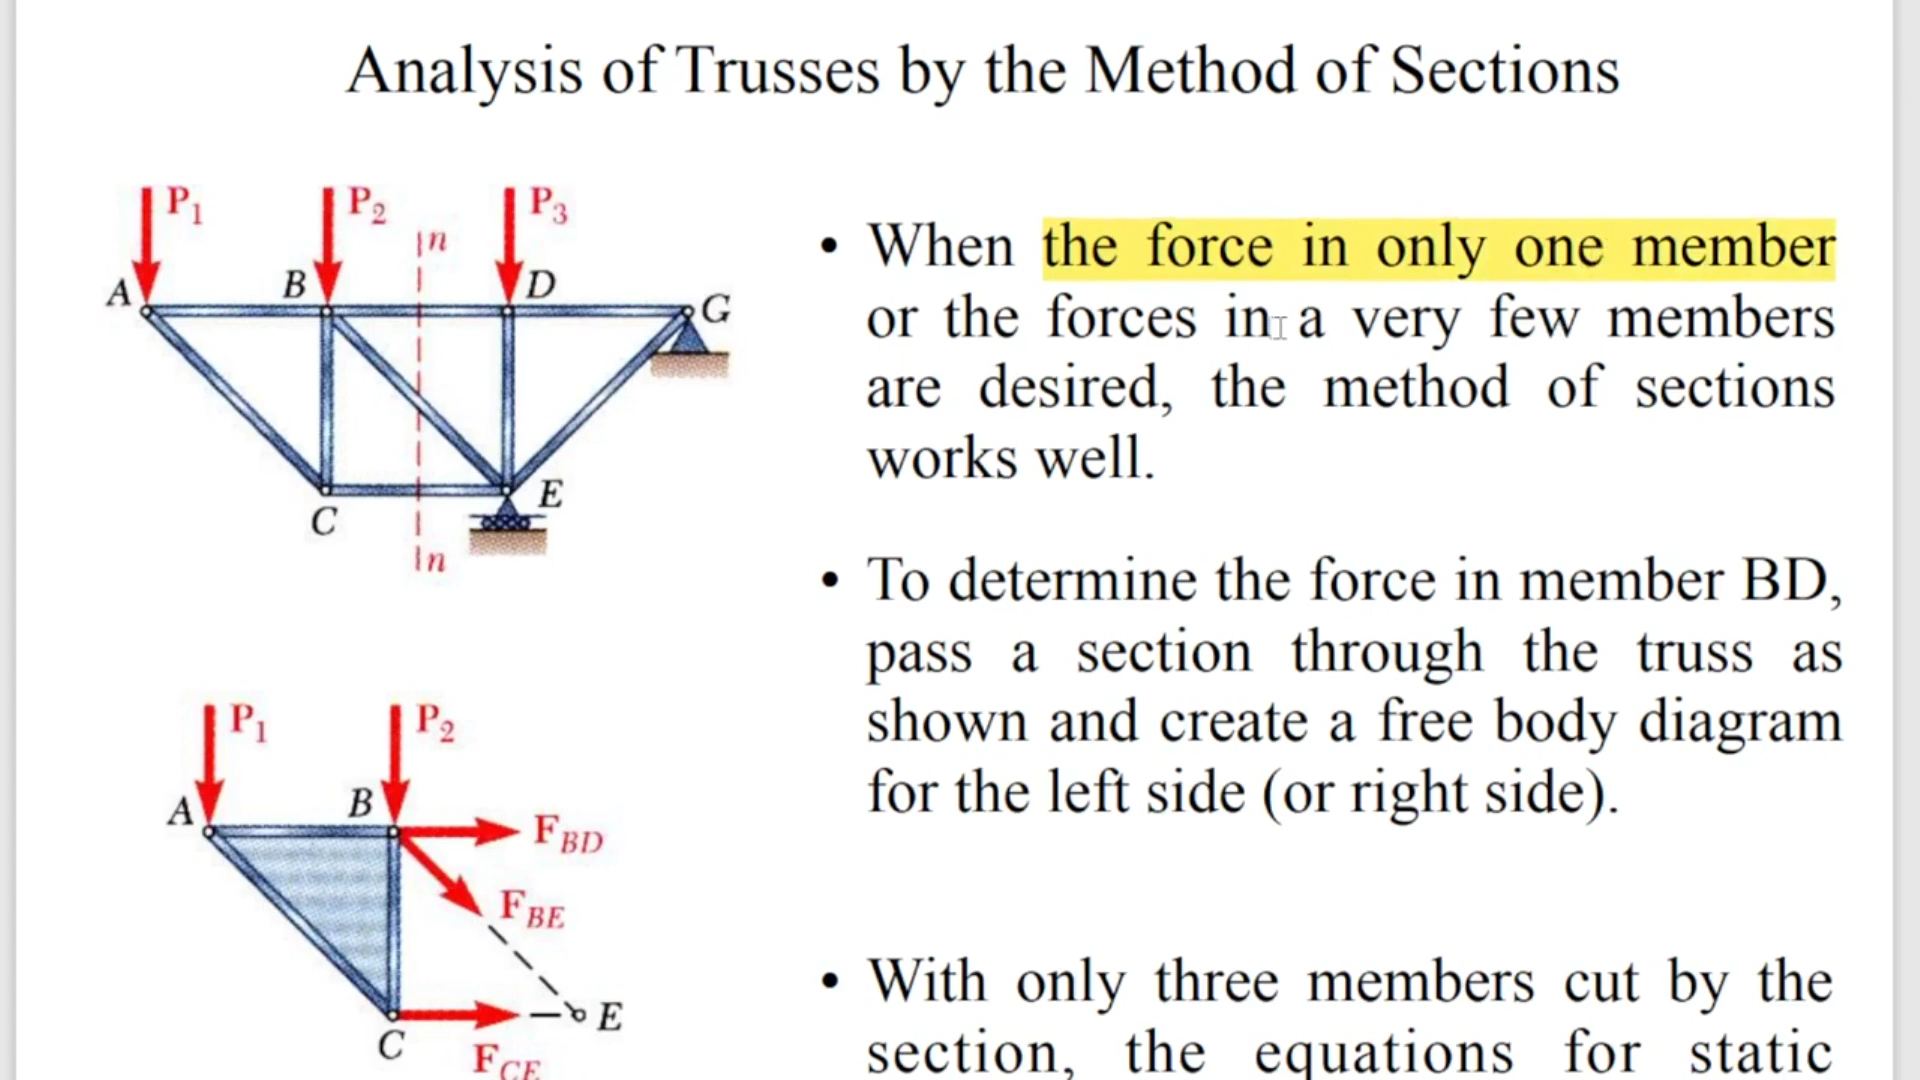 Analysis of Trusses by the Method of Sections
P1
P2
P3
n
A
B
D
G
C
E
n
• When the force in only one member
or the forces in a very few members
are desired, the method of sections
works well.
• To determine the force in member BD,
pass a section through the truss as
shown and create a free body diagram
for the left side (or right side).
P1
P2
A
B
FBD
FBE
E
C
FCE
• With only three members cut by the
section, the equations for static